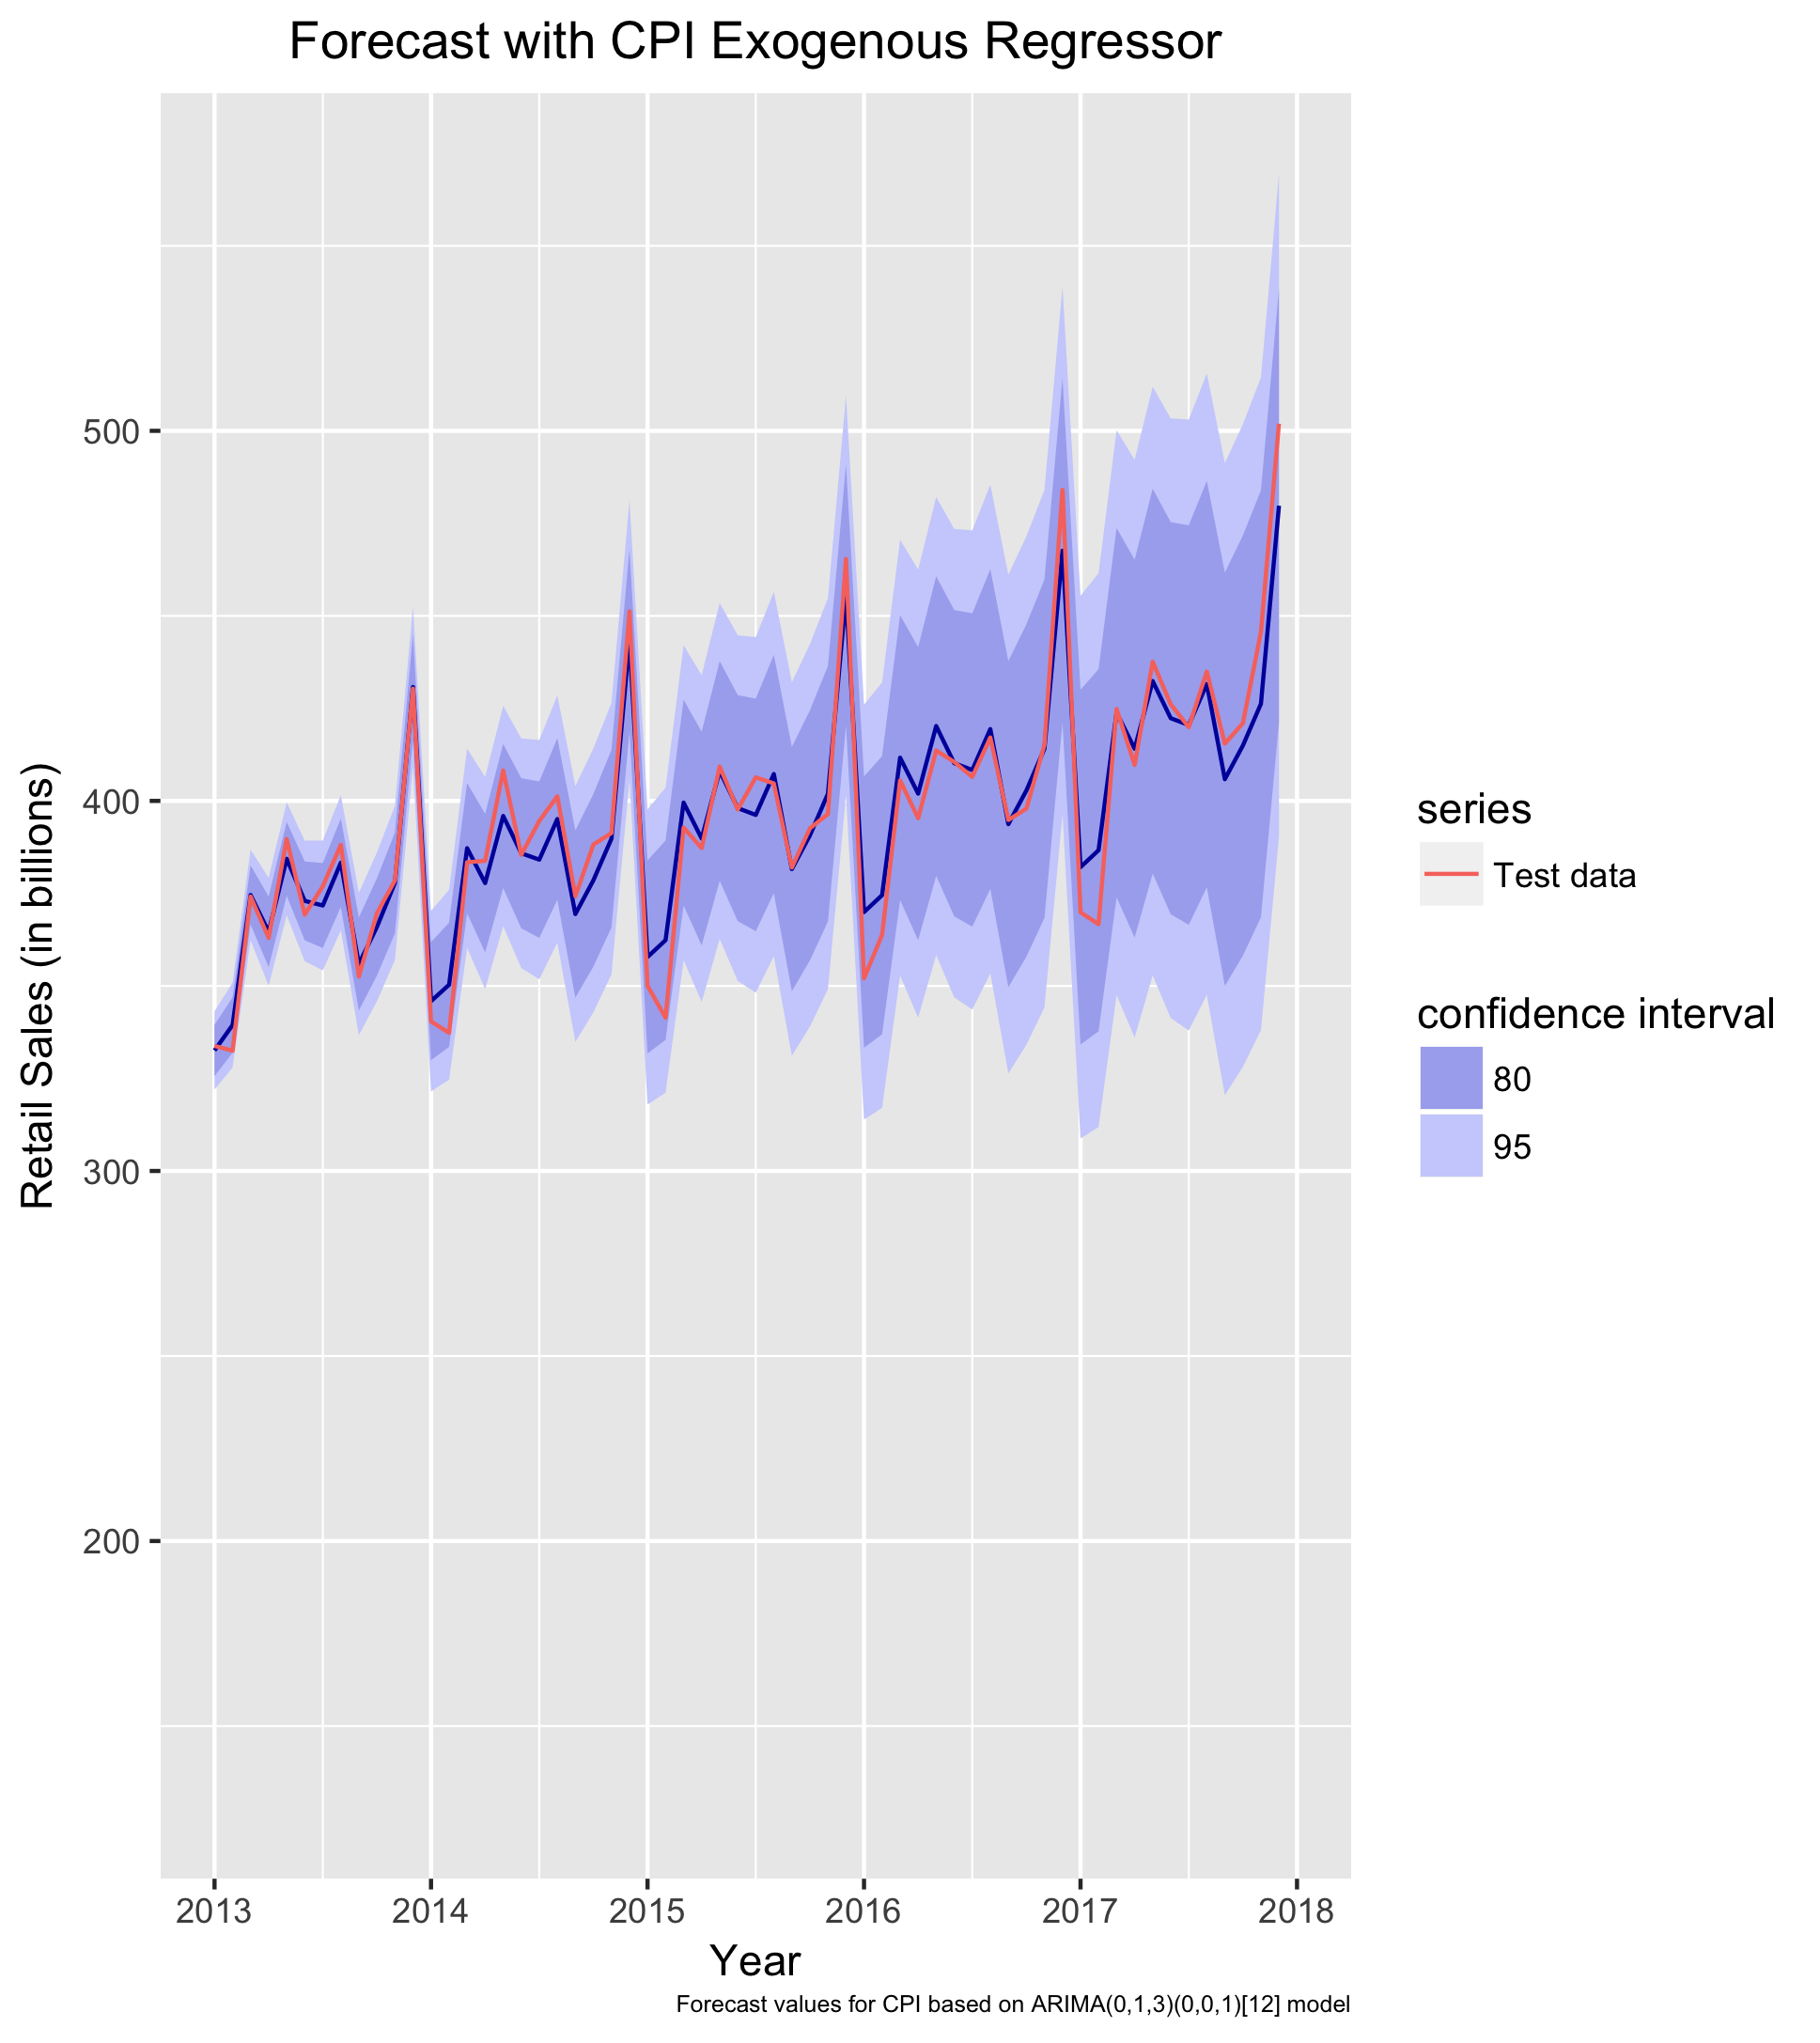 Forecast with CPI Exogenous Regressor
Retail Sales (in billions)
500
400
300
200
2013 2014 2015 2016 2017 2018
Year
Forecast values for CPI based on ARIMA(0,1,3)(0,0,1)[12] model
series
Test data
confidence interval
80
95